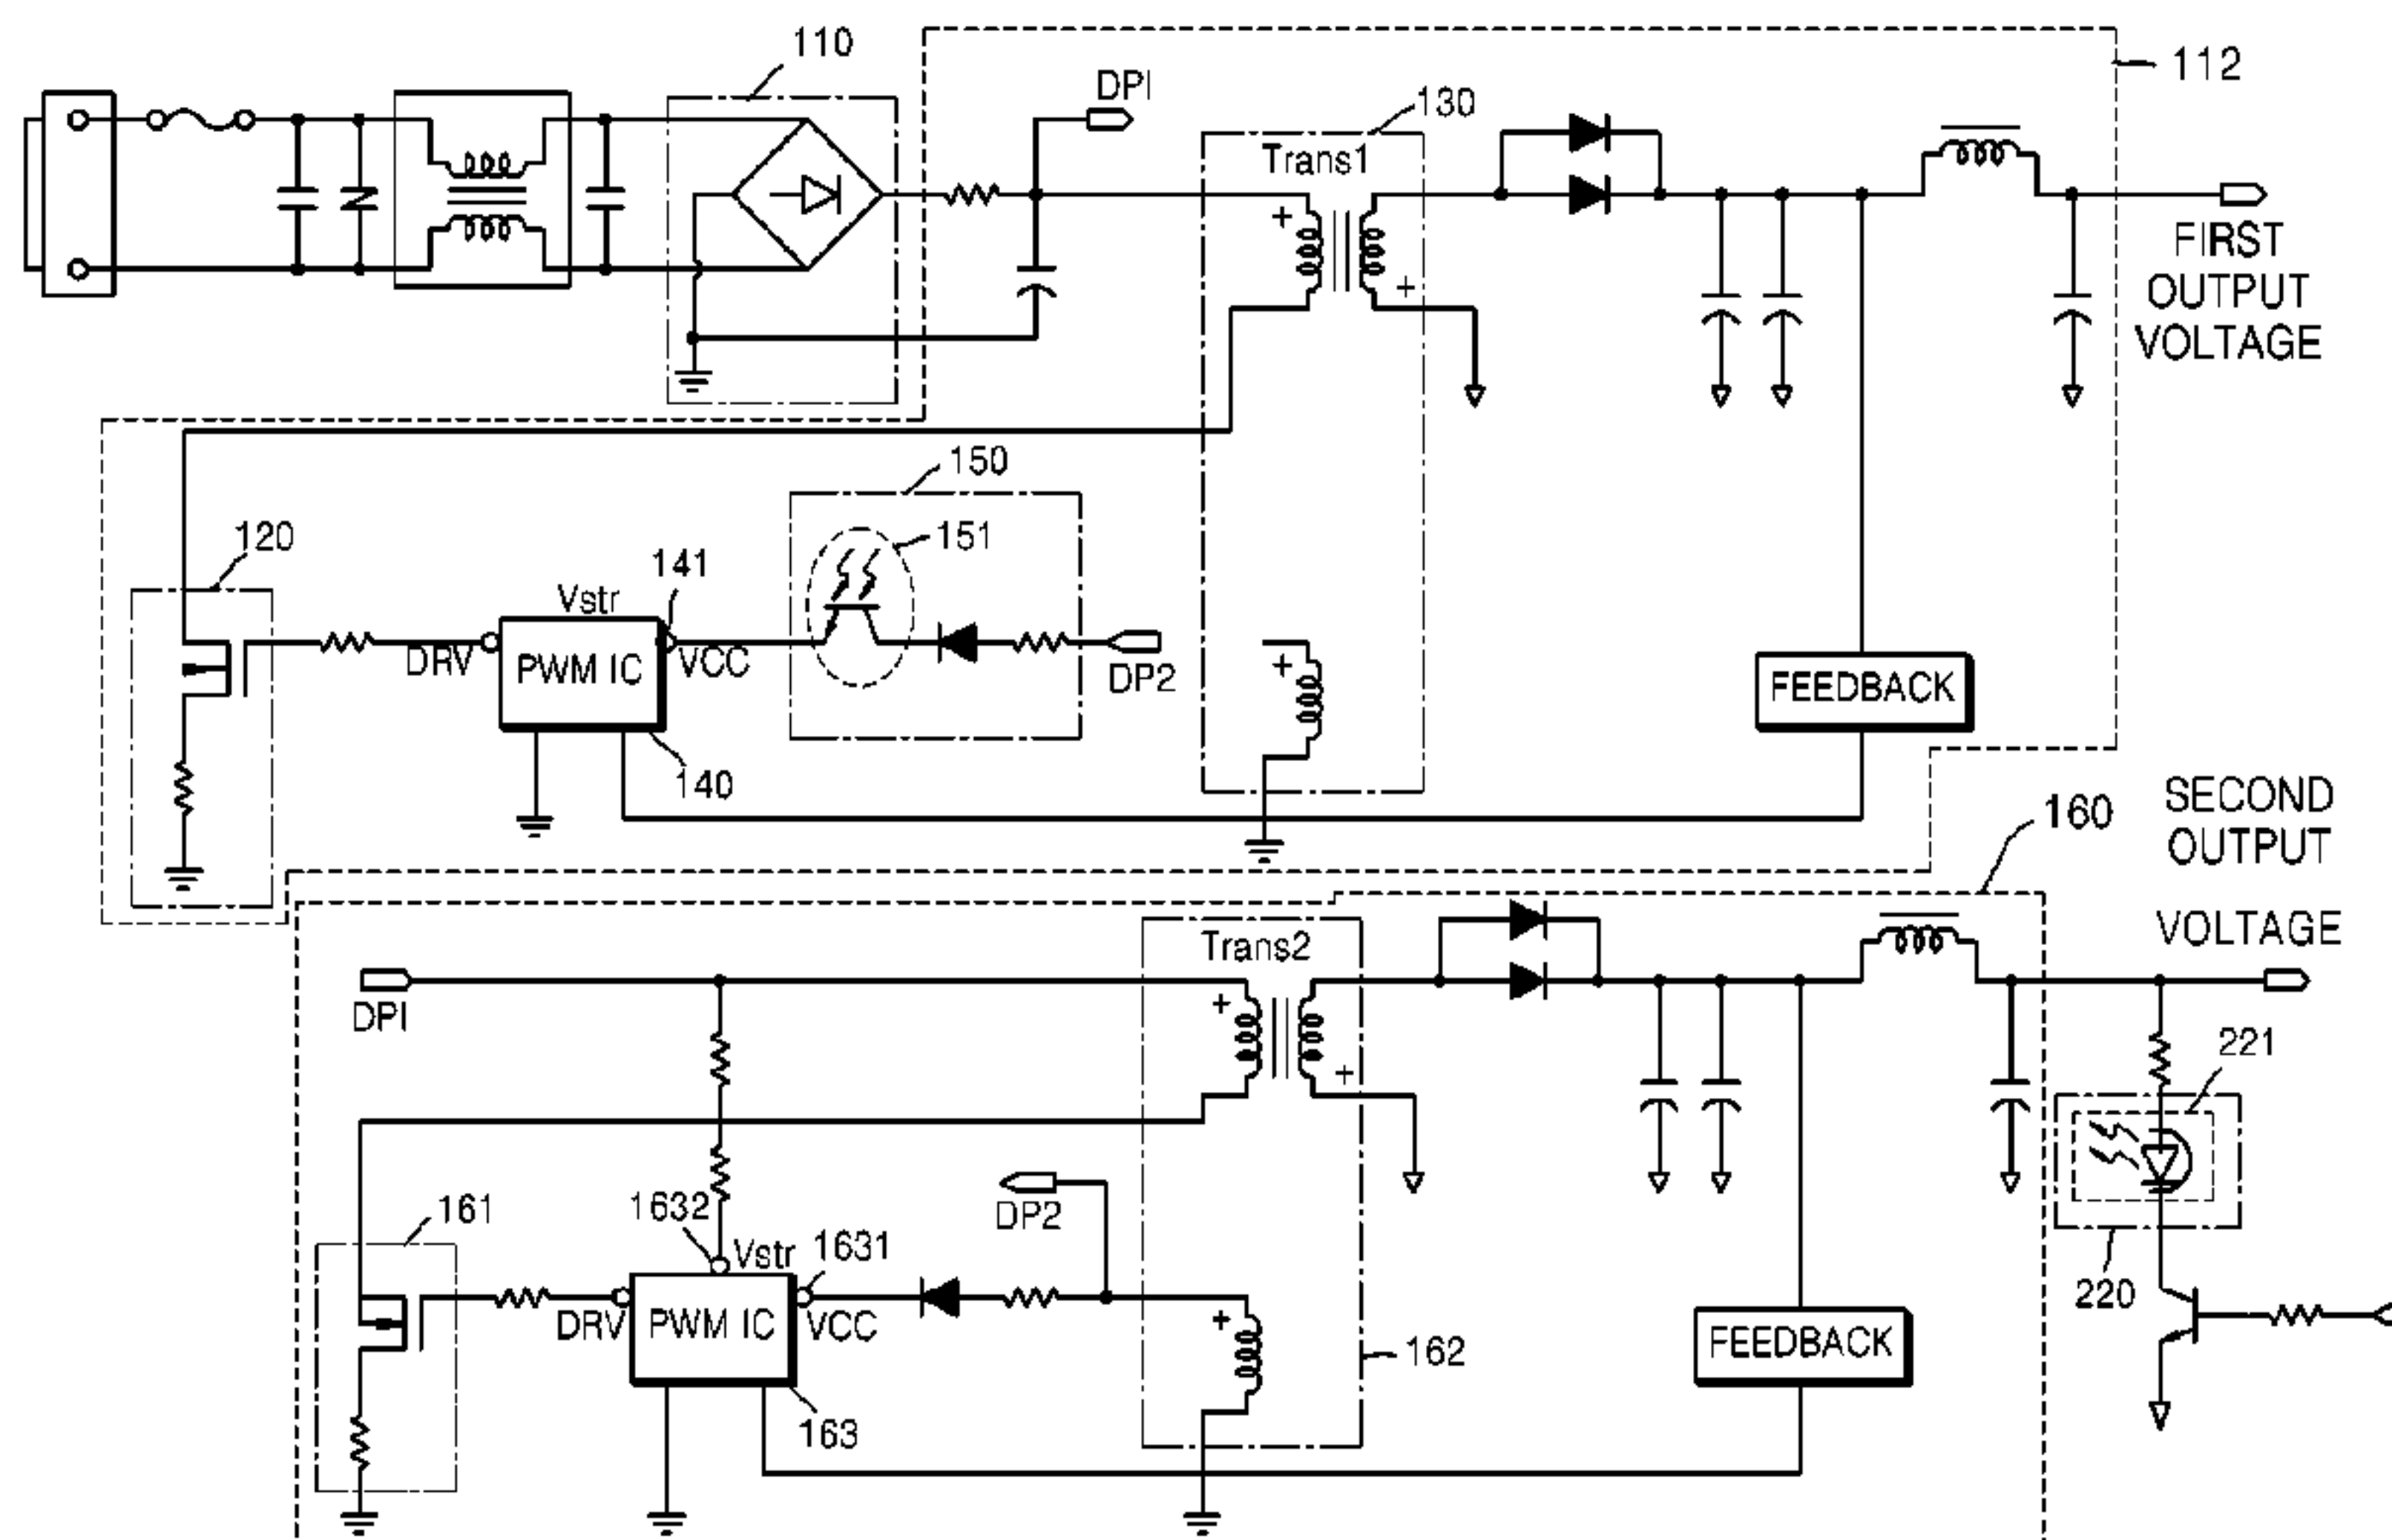 110
DPI
112
130
Trans1
+
+
FIRST
OUTPUT
VOLTAGE
150
151
120
141
Vstr
DRV
PWM IC
VCC
DP2
+
FEEDBACK
140
SECOND
OUTPUT
VOLTAGE
160
Trans2
DPI
+
+
221
DP2
161
1632
Vstr
1631
220
DRV
PWM IC
VCC
+
FEEDBACK
162
163